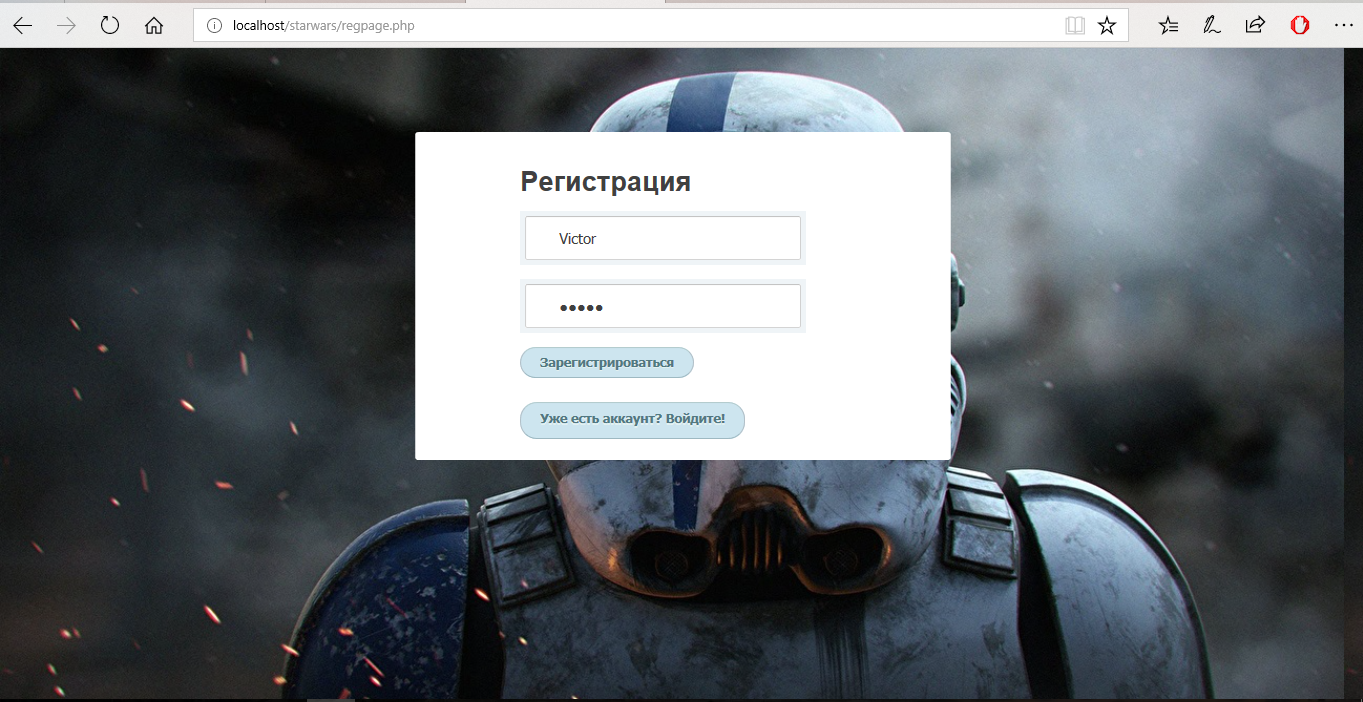 localhost/starwars/regpage.php
Регистрация
Victor
•••••
Зарегистрироваться
Уже есть аккаунт? Войдите!